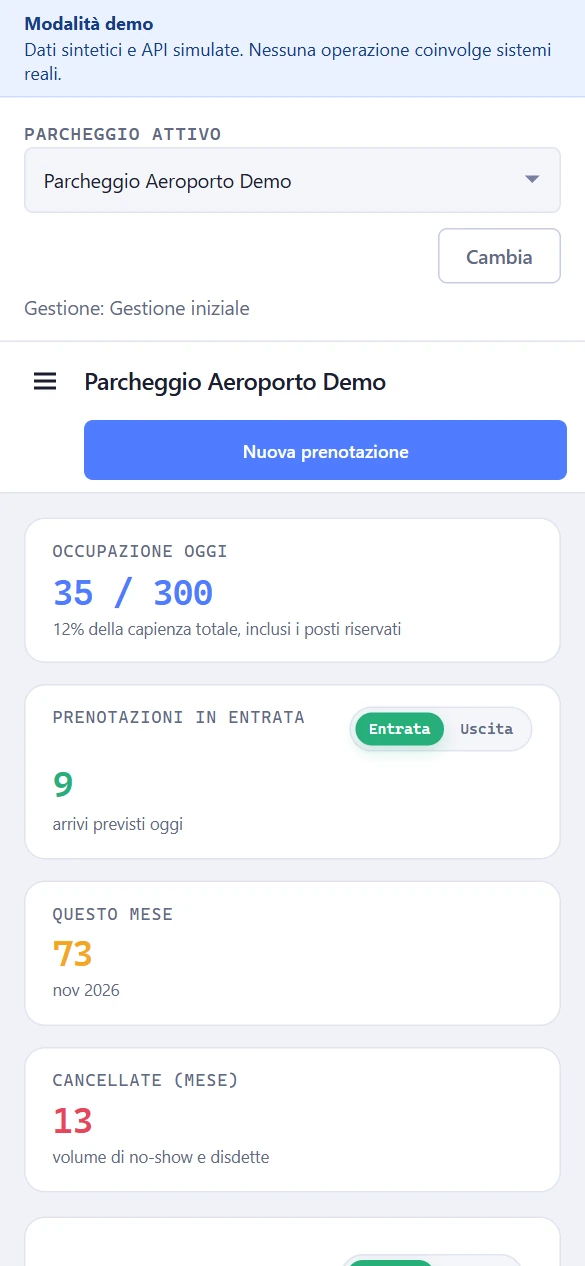 Modalità demo
Dati sintetici e API simulate. Nessuna operazione coinvolge sistemi
reali.
PARCHEGGIO ATTIVO
Parcheggio Aeroporto Demo
Cambia
Gestione: Gestione iniziale
Parcheggio Aeroporto Demo
Nuova prenotazione
OCCUPAZIONE OGGI
35 / 300
12% della capienza totale, inclusi i posti riservati
PRENOTAZIONI IN ENTRATA
Entrata Uscita
9
arrivi previsti oggi
QUESTO MESE
73
nov 2026
CANCELLATE (MESE)
13
volume di no-show e disdette